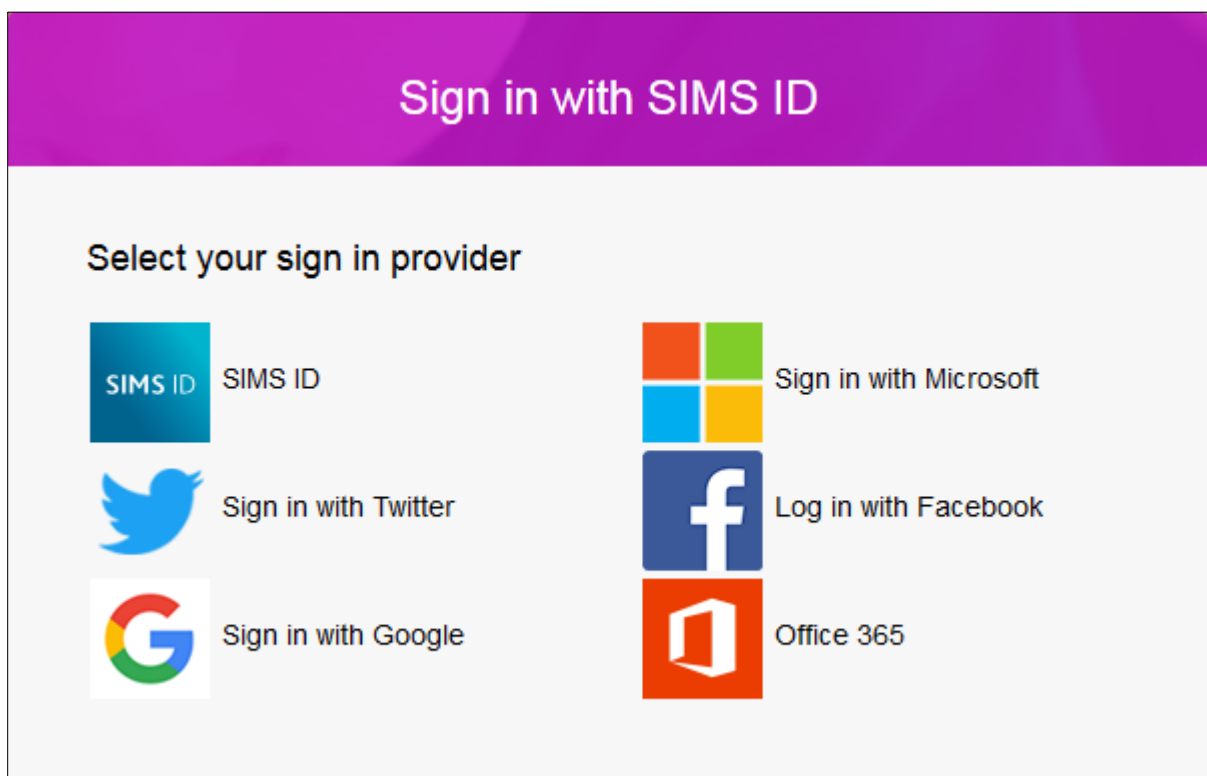 Sign in with SIMS ID
Select your sign in provider
SIMS ID
SIMS ID
Sign in with Microsoft
Sign in with Twitter
Log in with Facebook
Sign in with Google
Office 365